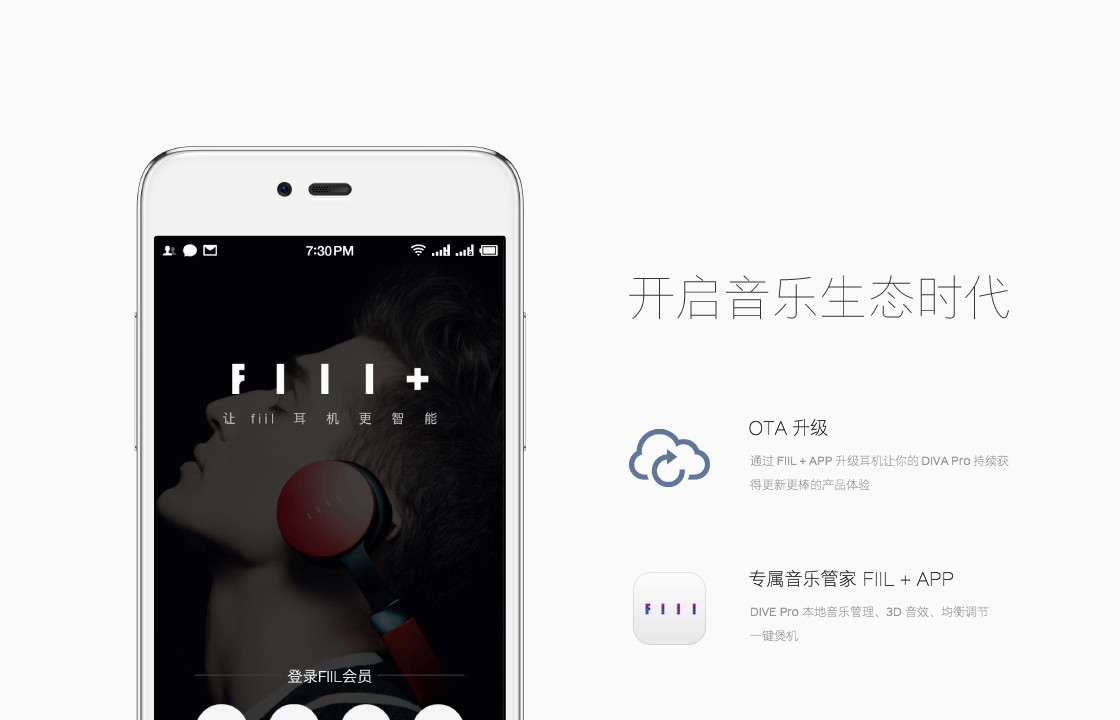 7:30 PM
FIIL+
让 fiil 耳机更智能
FIIL
登录FIIL会员
开启音乐生态时代
OTA 升级
通过 FIIL + APP 升级耳机让你的 DIVA Pro 持续获
得更新更棒的产品体验
FIIL
专属音乐管家 FIIL + APP
DIVE Pro 本地音乐管理、3D 音效、均衡调节
一键煲机